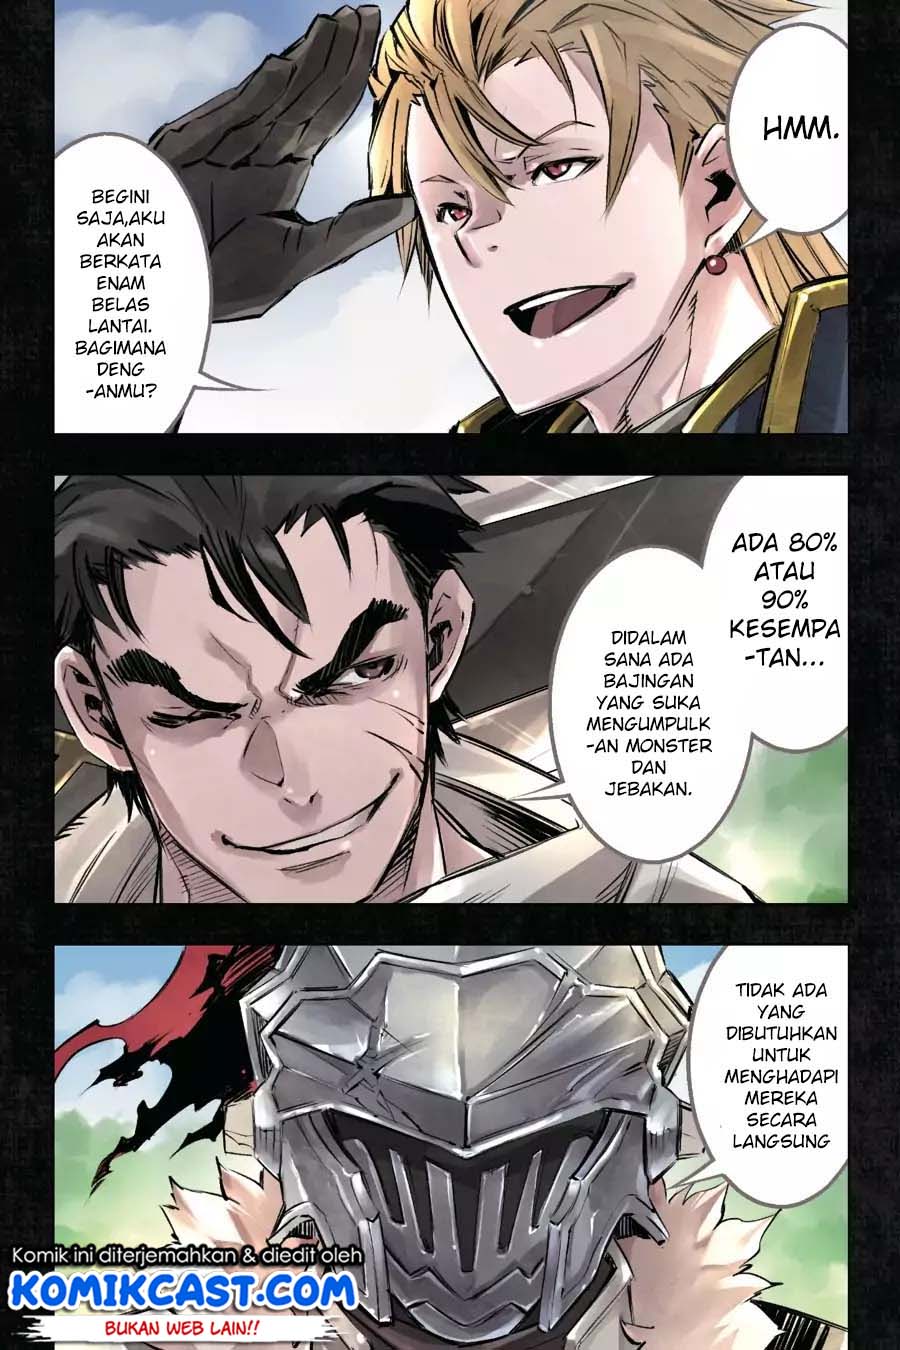 HMM.
BEGINI
SAJA,AKU
AKAN
BERKATA
ENAM
BELAS
LANTAI.
BAGIMANA
DENG
-ANMU?
ADA 80%
ATAU
90%
KESEMPA
-TAN...
DIDALAM
SANA ADA
BAJINGAN
YANG SUKA
MENGUMPULK
-AN MONSTER
DAN
JEBAKAN.
TIDAK ADA
YANG
DIBUTUHKAN
UNTUK
MENGHADAPI
MEREKA
SECARA
LANGSUNG
Komik ini diterjemahkan & diedit oleh
KOMIKCAST.COM
BUKAN WEB LAIN!!